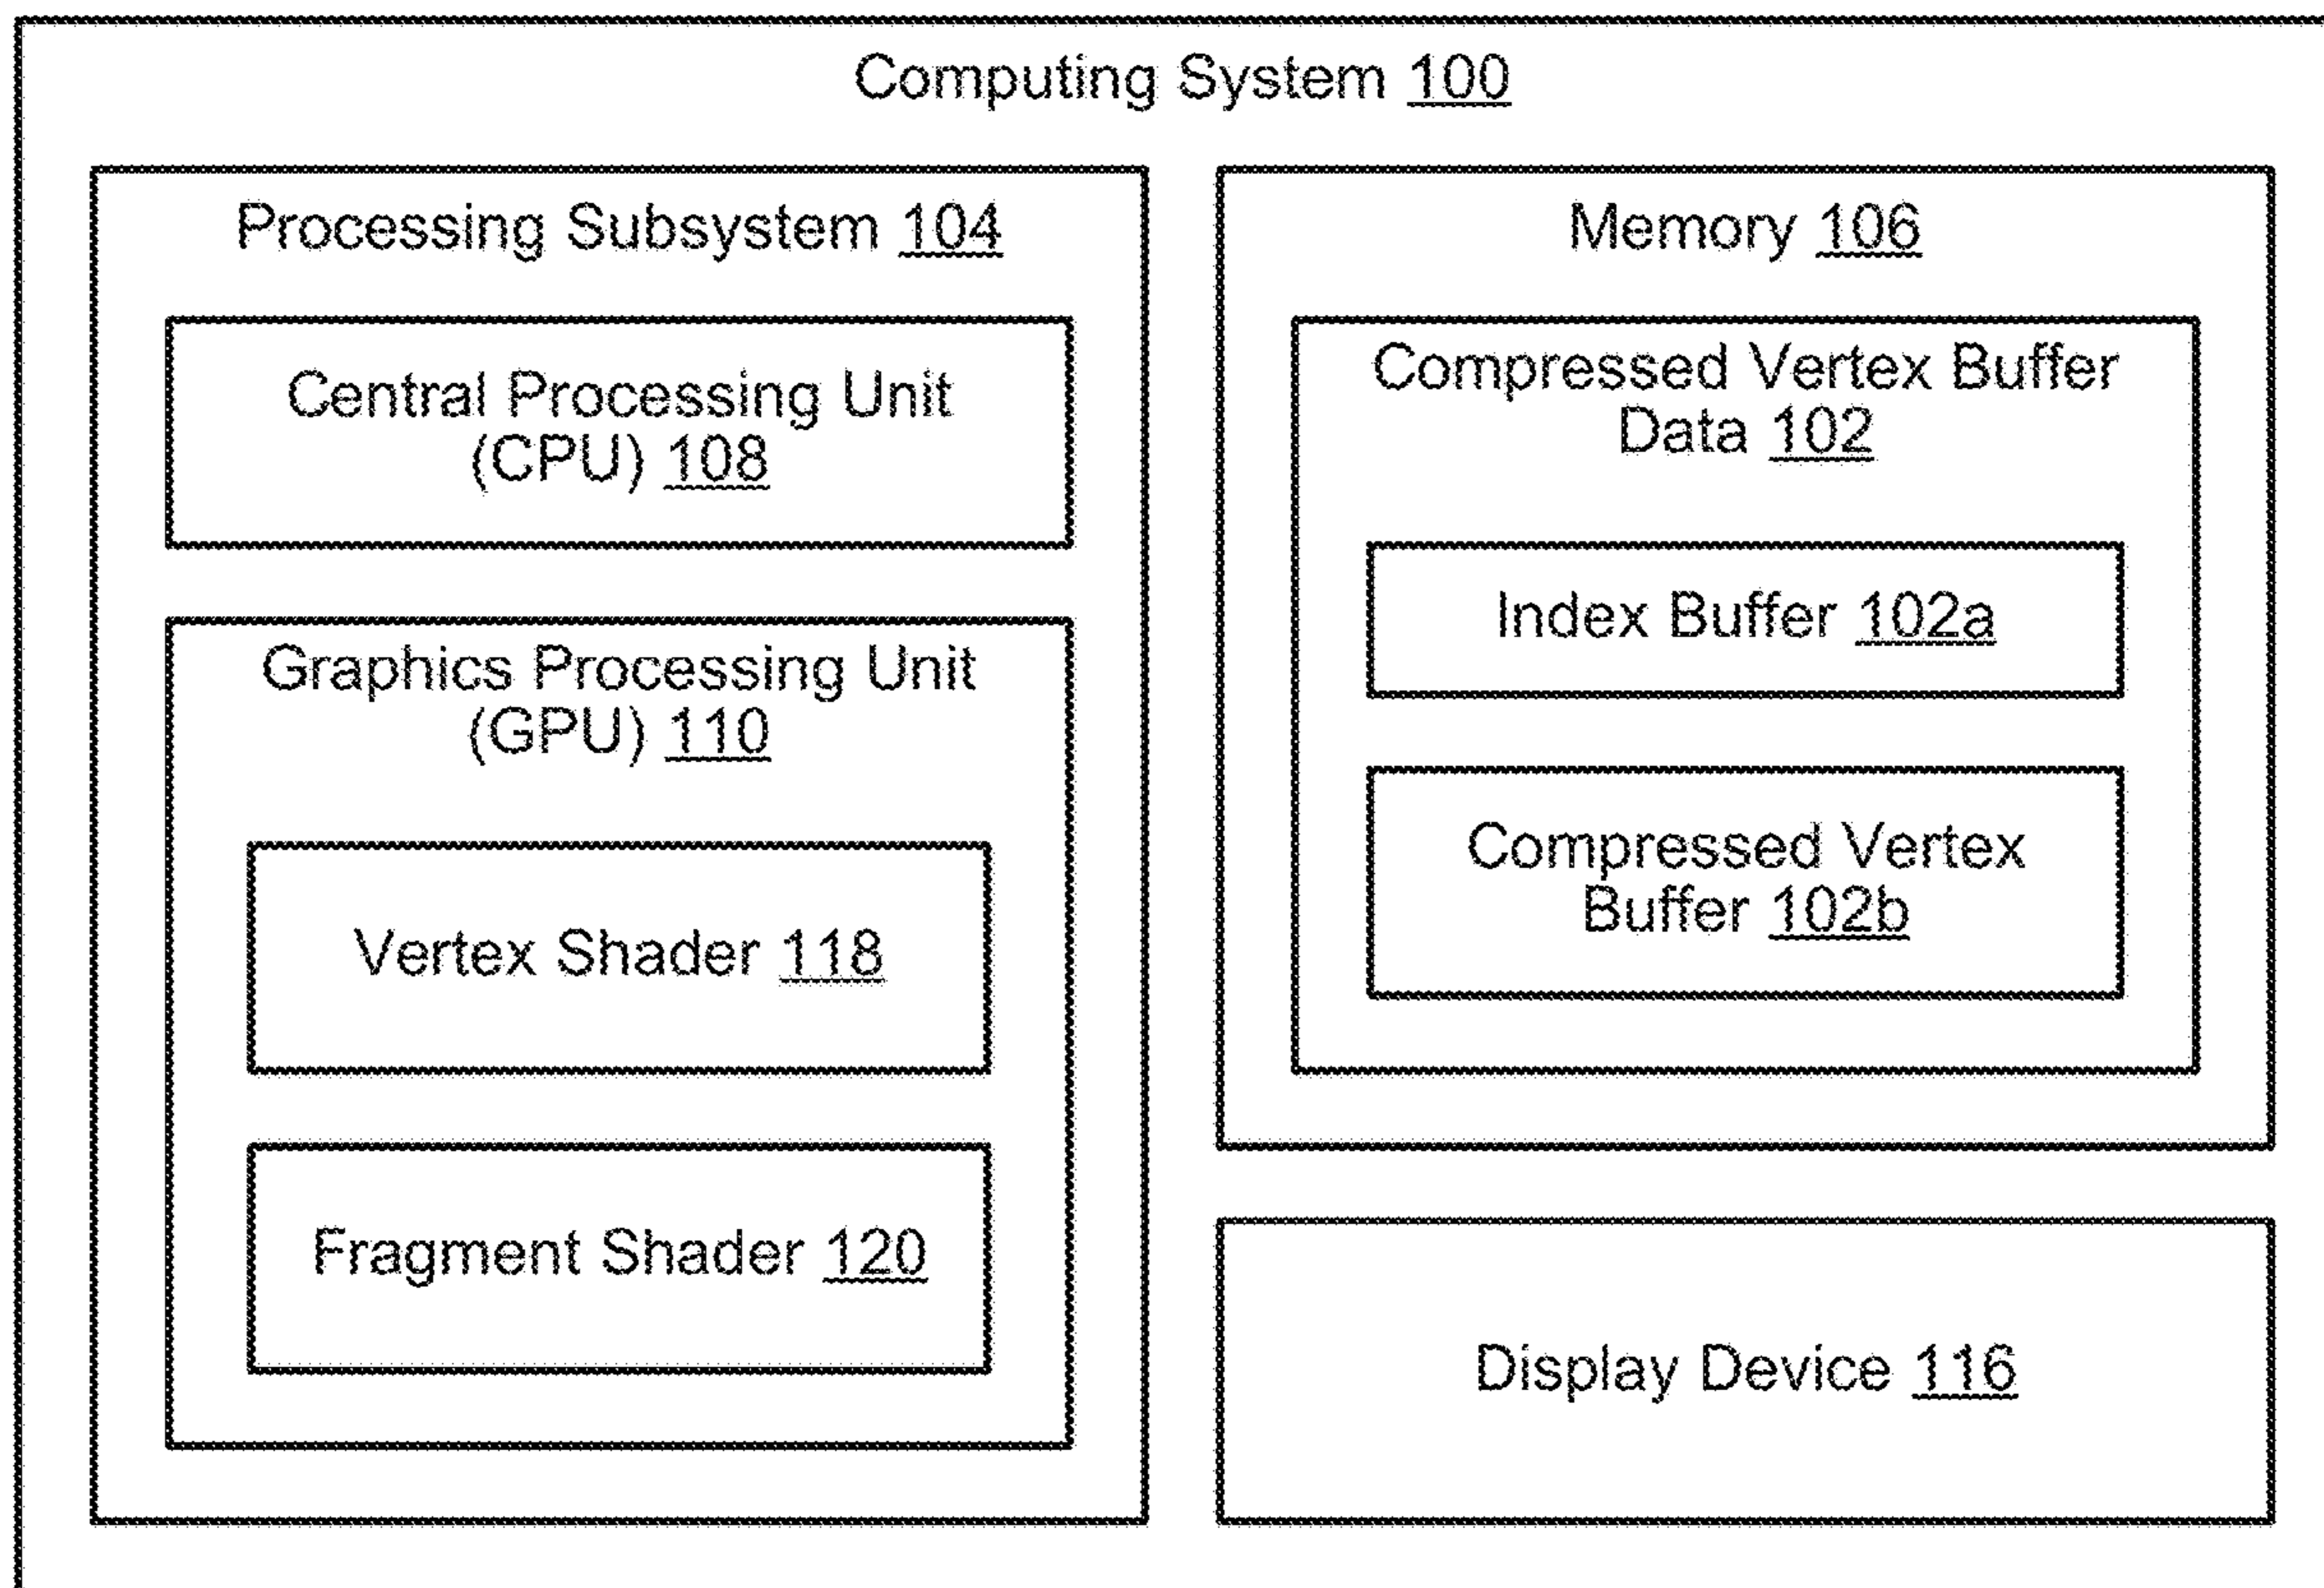 Computing System 100
Processing Subsystem 104
Central Processing Unit
(CPU) 108
Graphics Processing Unit
(GPU) 110
Vertex Shader 118
Fragment Shader 120
Memory 106
Compressed Vertex Buffer
Data 102
Index Buffer 102a
Compressed Vertex
Buffer 102b
Display Device 116